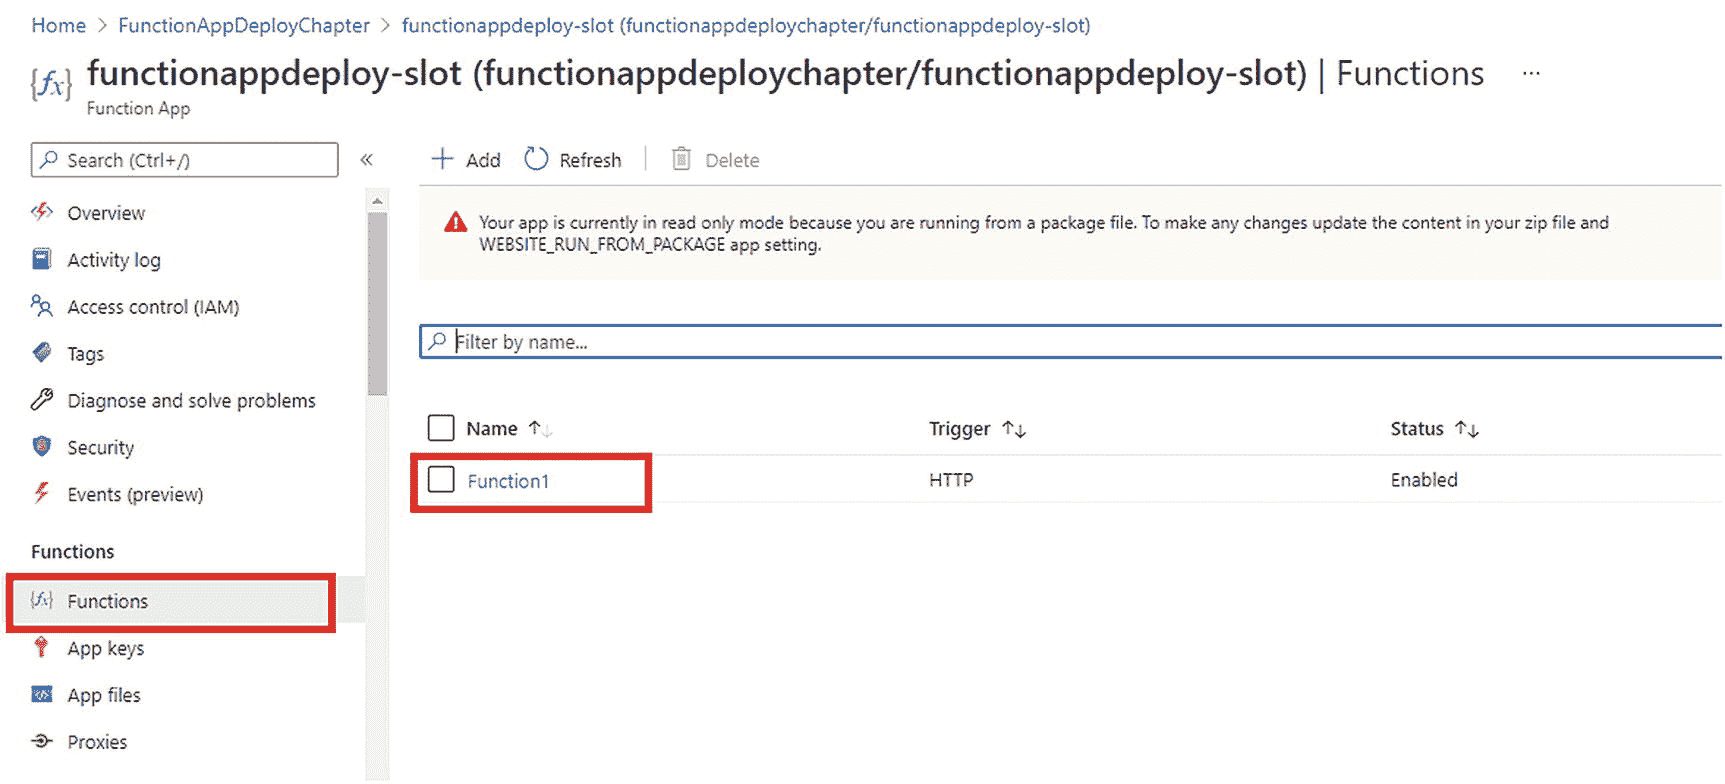 Home > FunctionAppDeployChapter > functionappdeploy-slot (functionappdeploychapter/functionappdeploy-slot)
{fx} functionappdeploy-slot (functionappdeploychapter/functionappdeploy-slot) | Functions ...
Function App
Search (Ctrl+/) «
Overview
Activity log
Access control (IAM)
Tags
Diagnose and solve problems
Security
Events (preview)
Functions
{fx} Functions
App keys
App files
Proxies
+ Add Refresh | Delete
Your app is currently in read only mode because you are running from a package file. To make any changes update the content in your zip file and
WEBSITE_RUN_FROM_PACKAGE app setting.
Filter by name...
Name ↑↓ Trigger ↑↓ Status ↑↓
Function1 HTTP Enabled